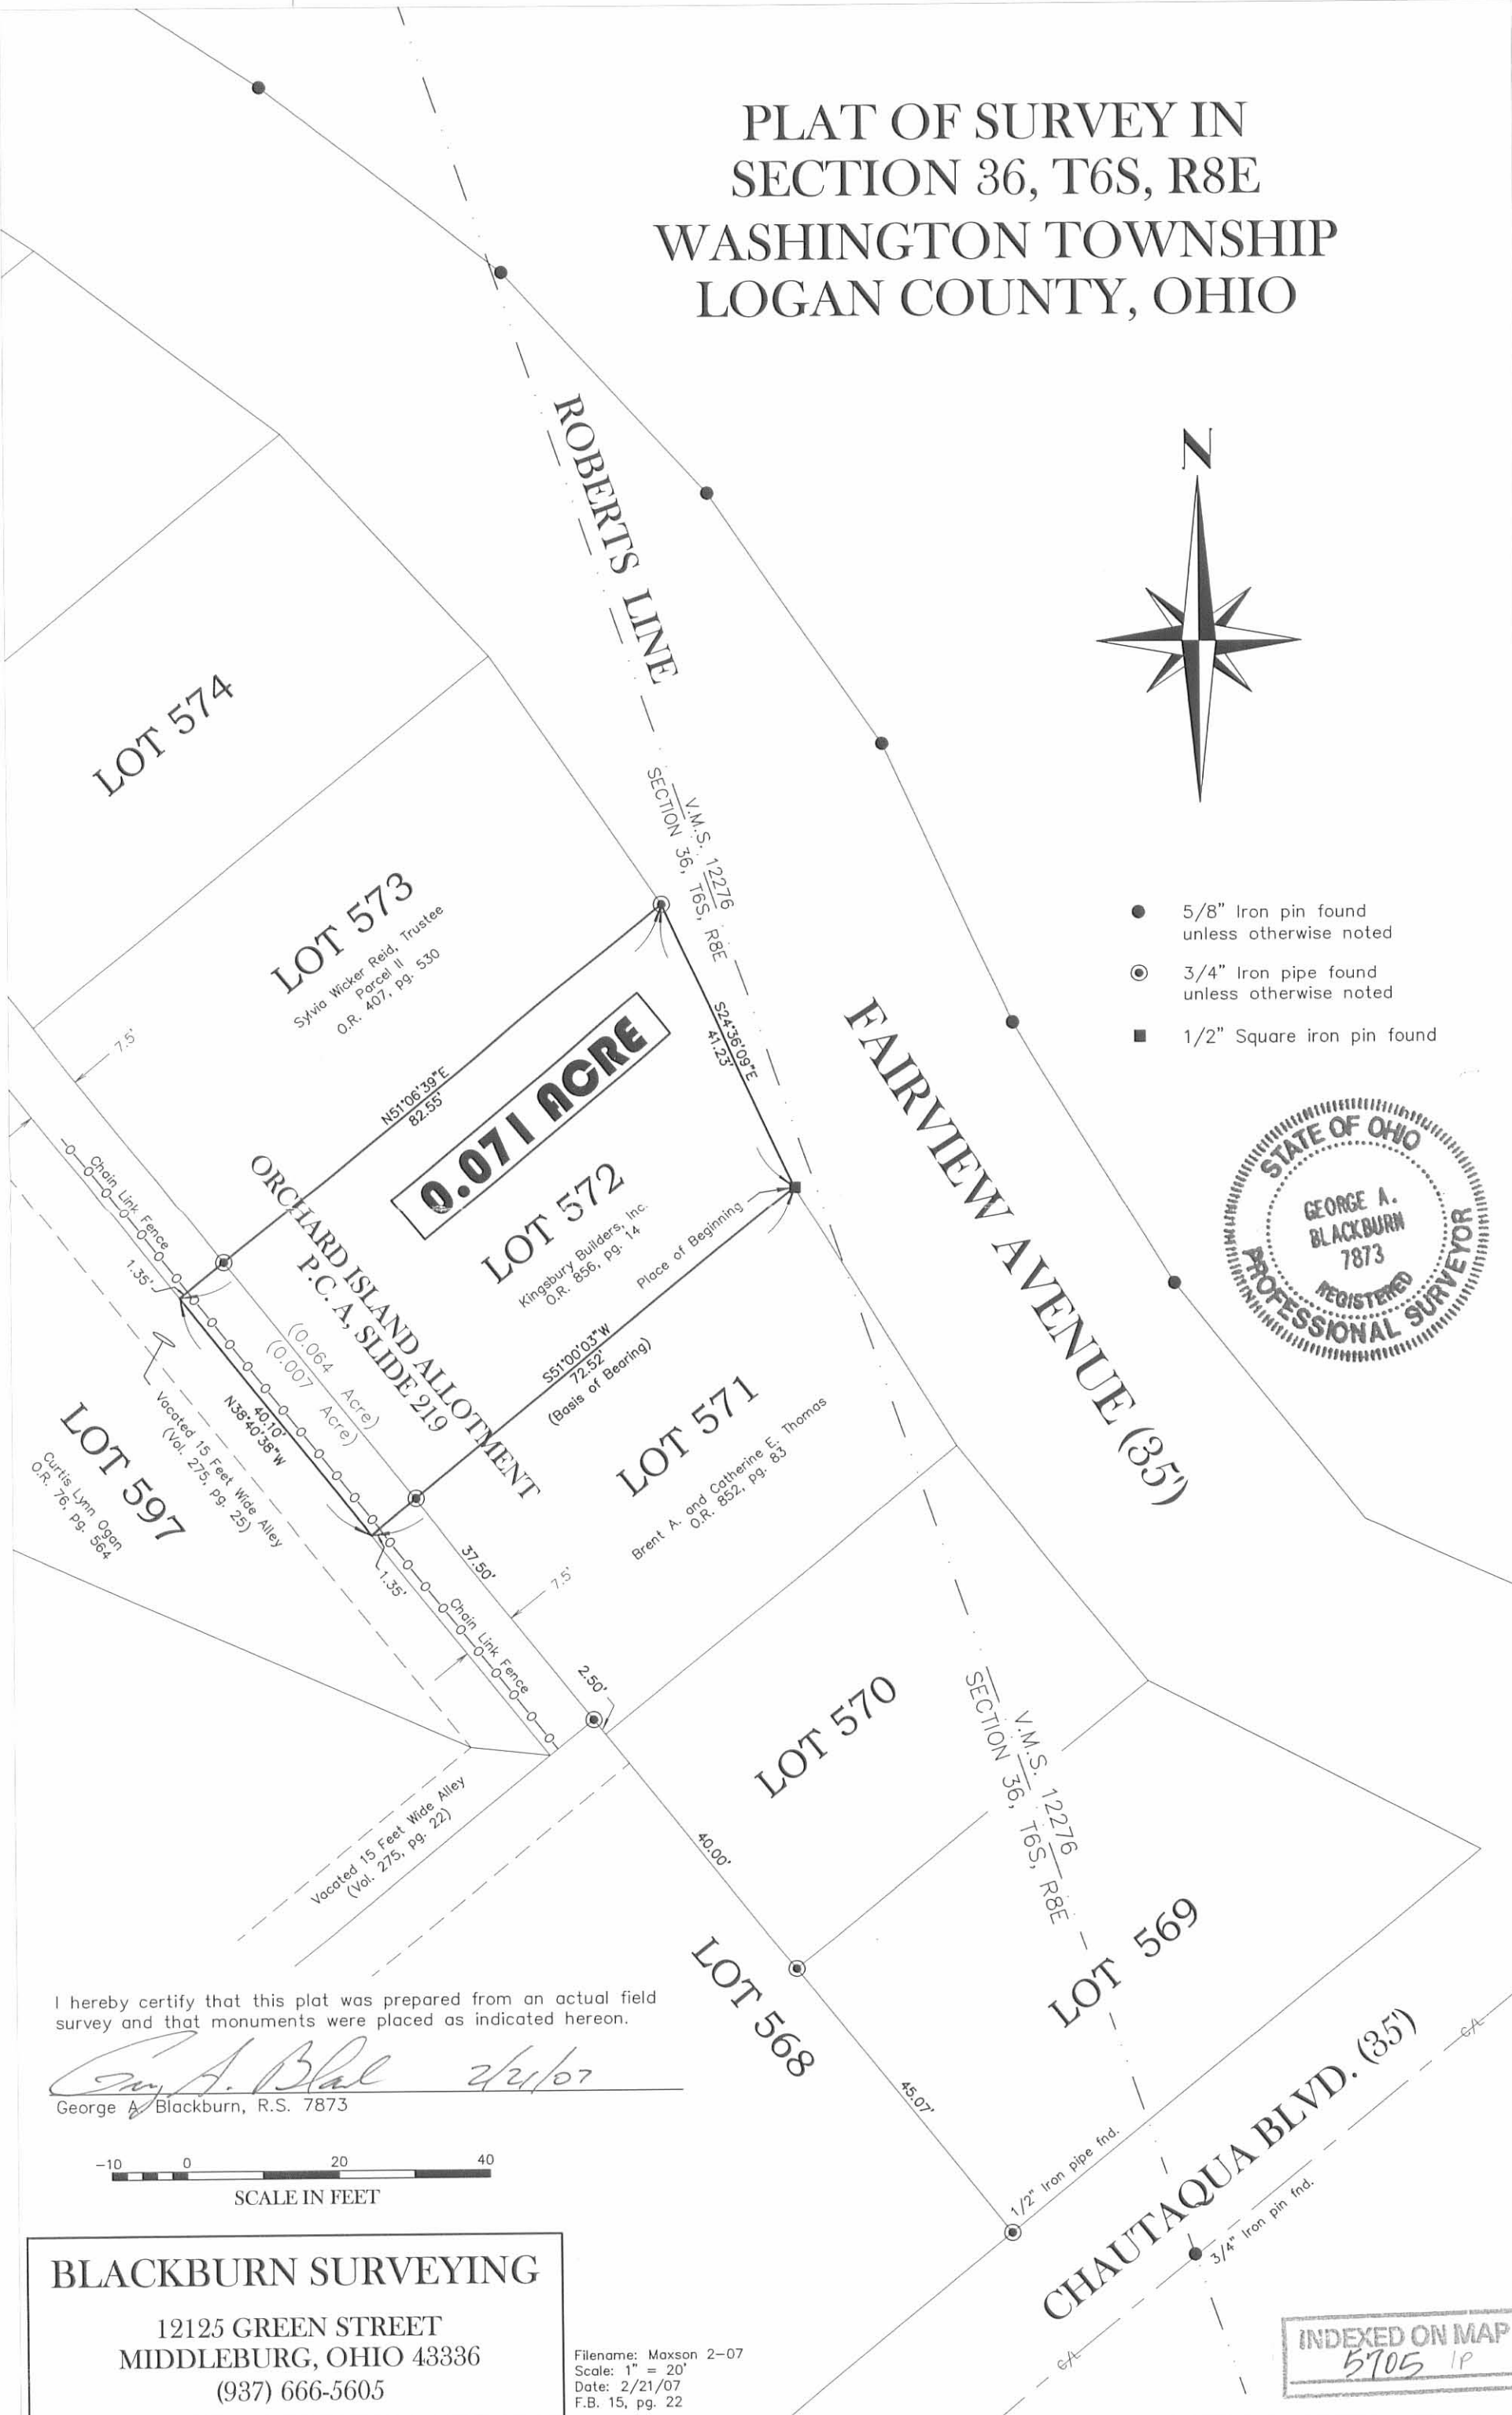 PLAT OF SURVEY IN
SECTION 36, T6S, R8E
WASHINGTON TOWNSHIP
LOGAN COUNTY, OHIO
N
ROBERTS LINE
V.M.S. 12276
SECTION 36, T6S, R8E
LOT 574
LOT 573
Sylvia Wicker Reid, Trustee
Parcel II
O.R. 407, pg. 530
5/8" Iron pin found
unless otherwise noted
3/4" Iron pipe found
unless otherwise noted
1/2" Square iron pin found
7.5'
N51°06'39"E
82.55'
S24°36'09"E
41.23'
0.071 ACRE
FAIRVIEW AVENUE (35')
STATE OF OHIO
GEORGE A.
BLACKBURN
7873
REGISTERED
PROFESSIONAL SURVEYOR
Chain Link Fence
1.35'
ORCHARD ISLAND ALLOTMENT
P.C. A, SLIDE 219
LOT 572
Kingsbury Builders, Inc.
O.R. 856, pg. 14
Place of Beginning
S51°00'03"W
72.52'
(Basis of Bearing)
(0.064 Acre)
(0.007 Acre)
40.10'
N38°40'38"W
Vacated 15 Feet Wide Alley
(Vol. 275, pg. 25)
LOT 597
Curtis Lynn Ogan
O.R. 76, pg. 564
LOT 571
Brent A. and Catherine E. Thomas
O.R. 852, pg. 83
37.50'
7.5'
1.35'
Chain Link Fence
2.50'
LOT 570
V.M.S. 12276
SECTION 36, T6S, R8E
Vacated 15 Feet Wide Alley
(Vol. 275, pg. 22)
40.00'
LOT 569
LOT 568
45.07'
1/2" Iron pipe fnd.
CHAUTAQUA BLVD. (35')
3/4" Iron pin fnd.
I hereby certify that this plat was prepared from an actual field
survey and that monuments were placed as indicated hereon.
2/21/07
George A. Blackburn, R.S. 7873
-10 0 20 40
SCALE IN FEET
BLACKBURN SURVEYING
12125 GREEN STREET
MIDDLEBURG, OHIO 43336
(937) 666-5605
Filename: Maxson 2-07
Scale: 1" = 20'
Date: 2/21/07
F.B. 15, pg. 22
INDEXED ON MAP
5705 IP